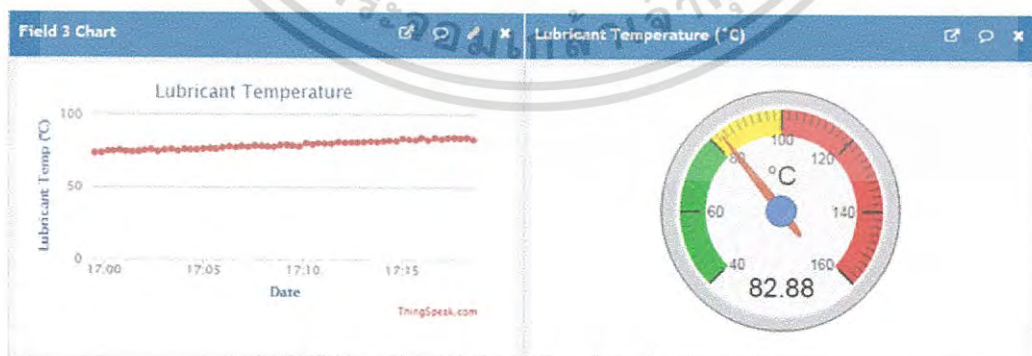 Field 3 Chart
Lubricant Temperature
Lubricant Temp (°C)
100
50
0
17:00 17:05 17:10 17:15
Date
ThingSpeak.com
Lubricant Temperature (°C)
40
60
80
100
120
140
160
°C
82.88